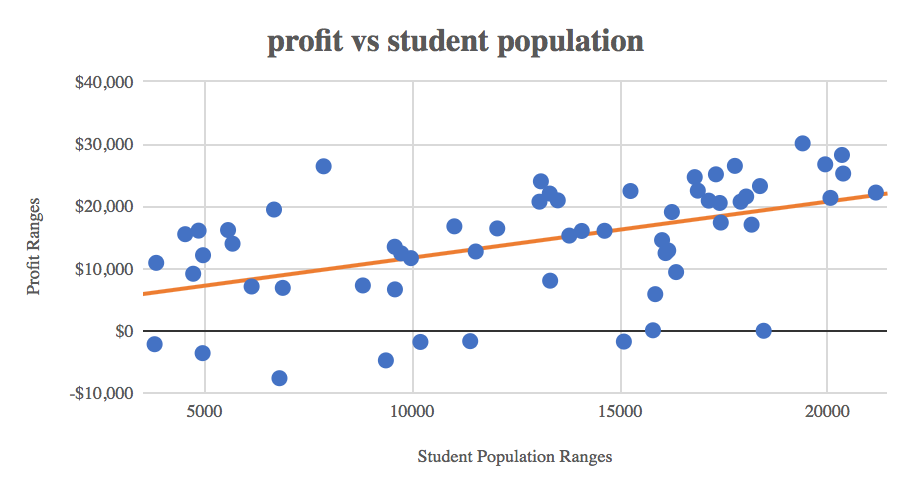 profit vs student population
$40,000
$30,000
$20,000
$10,000
$0
-$10,000
Profit Ranges
5000 10000 15000 20000
Student Population Ranges